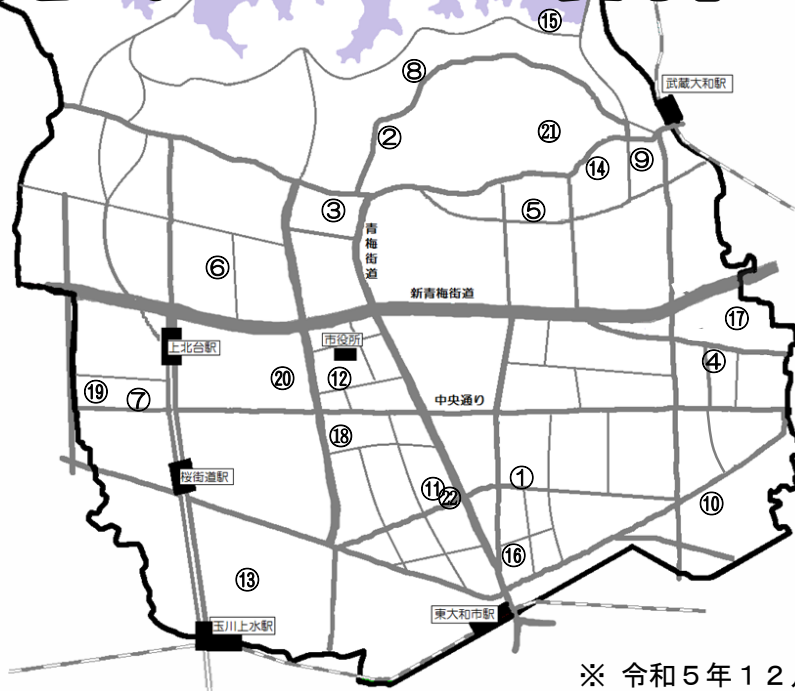 ⑮
⑧
武蔵大和駅
②
㉑
⑭
⑨
③
⑤
青梅街道
⑥
新青梅街道
⑰
上北台駅
市役所
④
⑳
⑫
⑲
⑦
中央通り
⑱
桜街道駅
①
⑪
㉒
⑩
⑯
⑬
東大和市駅
玉川上水駅
※ 令和５年１２